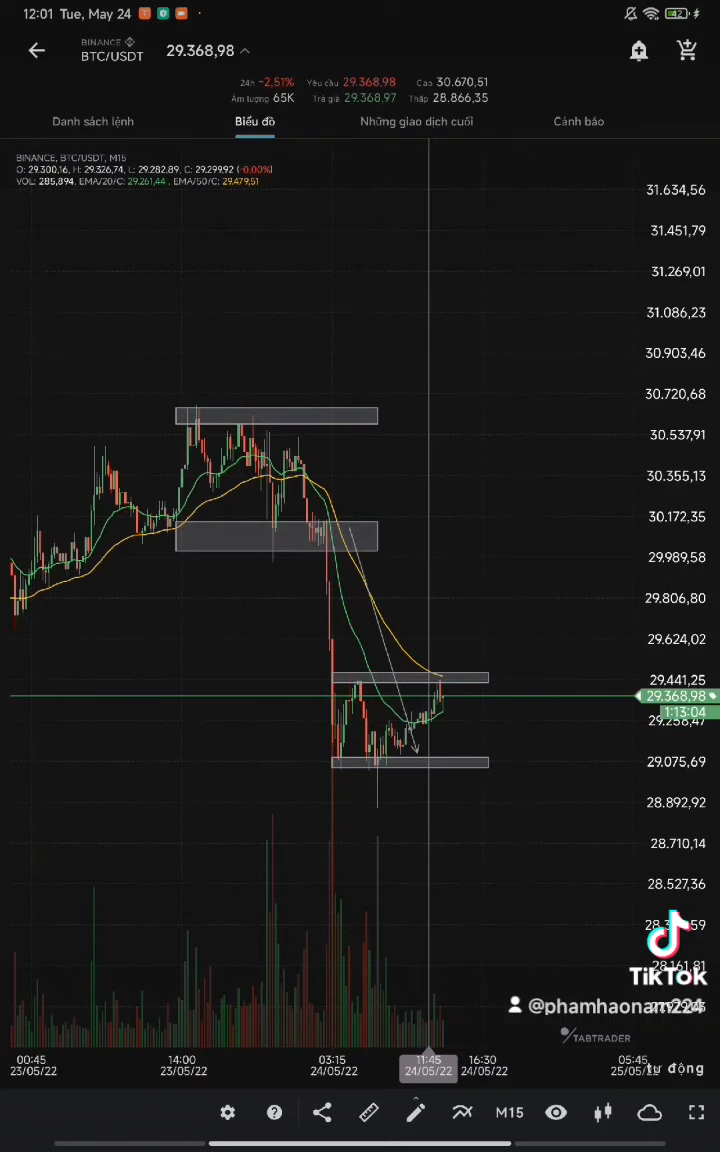 12:01 Tue, May 24
BINANCE
BTC/USDT
29.368,98
24h -2,51% Yêu cầu 29.368,98 Cao 30.670,51
Âm lượng 65K Trả giá 29.368,97 Thấp 28.866,35
Danh sách lệnh Biểu đồ Những giao dịch cuối Cảnh báo
BINANCE, BTC/USDT, M15
O: 29.300,16, H: 29.326,74, L: 29.282,89, C: 29.299,92 (-0,00%)
VOL: 285,894, EMA/20/C: 29.261,44 , EMA/50/C: 29.479,51
31.634,56
31.451,79
31.269,01
31.086,23
30.903,46
30.720,68
30.537,91
30.355,13
30.172,35
29.989,58
29.806,80
29.624,02
29.441,25
29.368,98
1:13:04
29.258,47
29.075,69
28.892,92
28.710,14
28.527,36
TikTok
28.161,81
@phamhaonam224
TABTRADER
00:45 14:00 03:15 11:45 16:30 05:45
23/05/22 23/05/22 24/05/22 24/05/22 24/05/22 25/05/22
tự động
M15